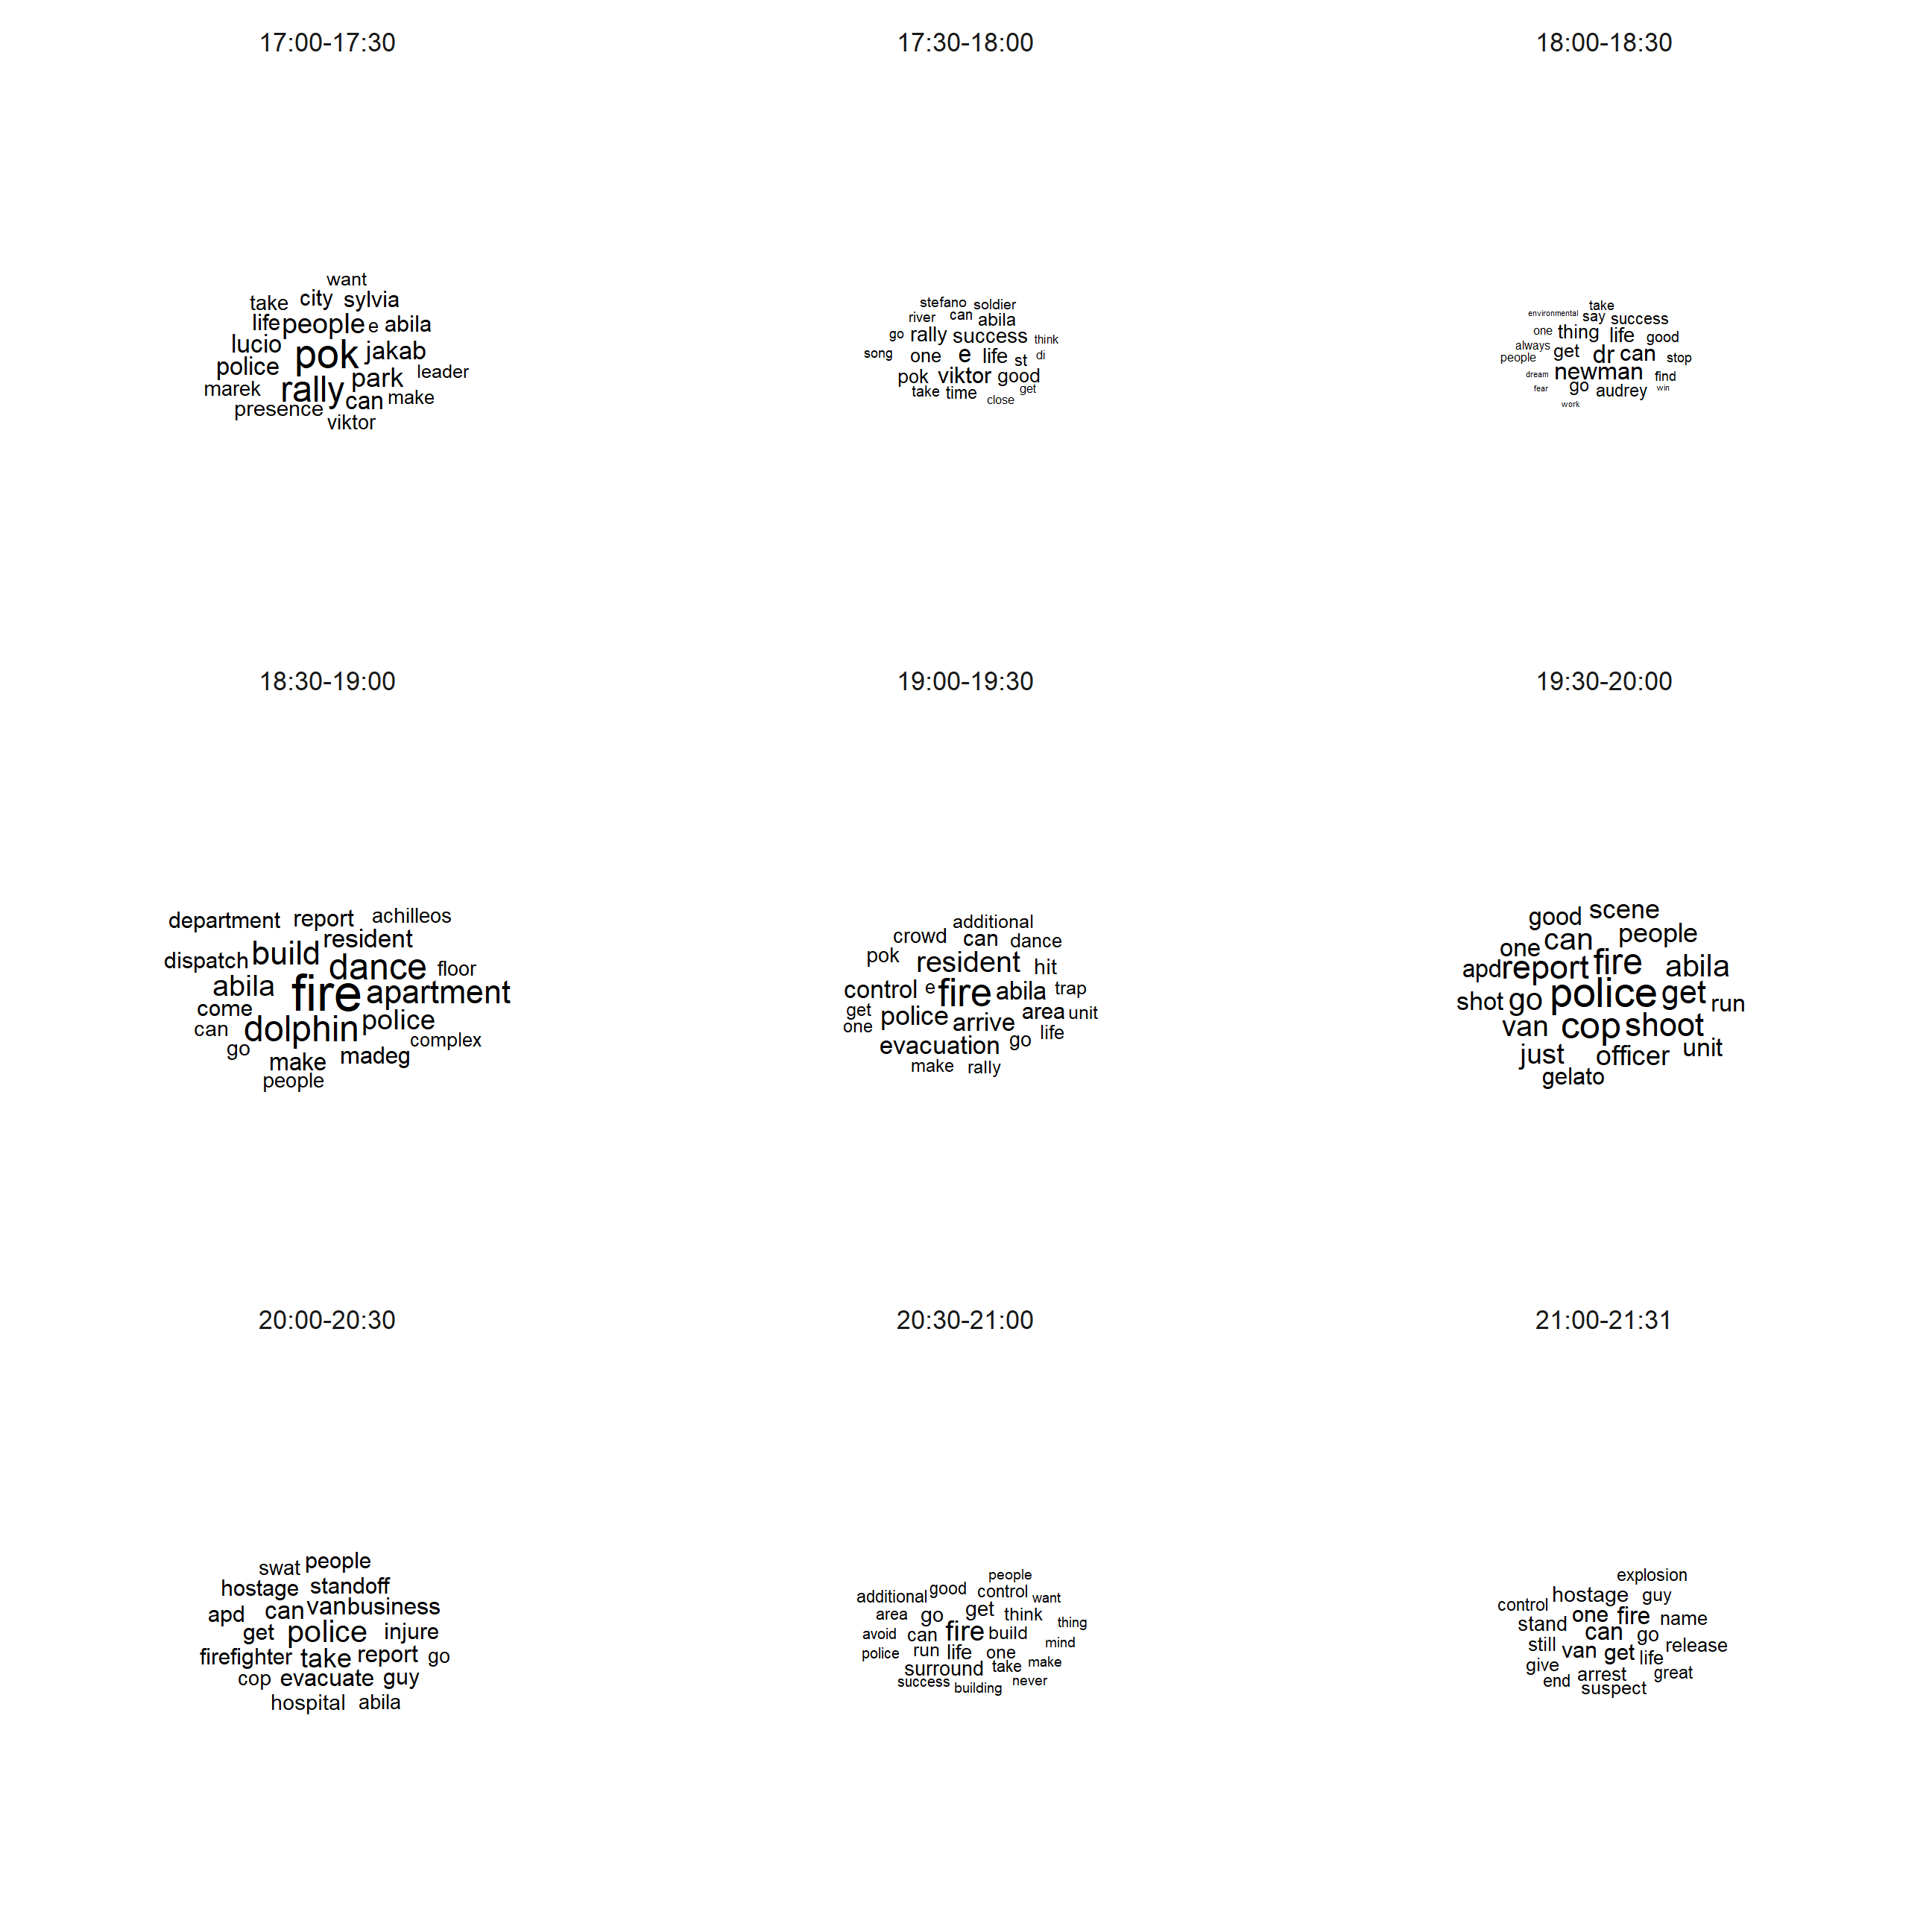 17:00-17:30
17:30-18:00
18:00-18:30
want
take city sylvia
life people e abila
lucio pok jakab
police rally park leader
marek can make
presence
viktor
stefano soldier
river can abila
go rally success think
song one e life st di
pok viktor good
take time close get
take
environmental say success
one thing life good
always get dr can stop
people
dream newman find
fear go audrey win
work
18:30-19:00
19:00-19:30
19:30-20:00
department report achilleos
build resident
dispatch dance floor
abila fire apartment
come
can dolphin police
go make madeg complex
people
additional
crowd can dance
pok resident hit
control e fire abila trap
get police arrive area unit
one
evacuation go life
make rally
good scene
one can people
apd report fire abila
shot go police get run
van cop shoot
just officer unit
gelato
20:00-20:30
20:30-21:00
21:00-21:31
swat people
hostage standoff
apd can van business
get police injure
firefighter take report go
cop evacuate guy
hospital abila
people
additional good control want
area go get think thing
avoid can fire build mind
police run life one
surround take make
success building never
explosion
hostage guy
control one fire name
stand can go
still van get life release
give arrest great
end suspect